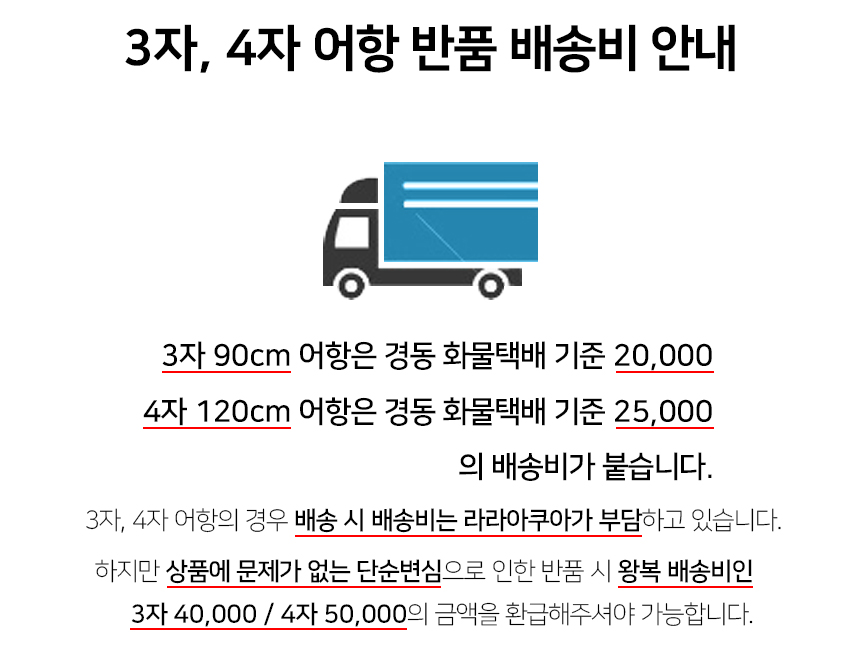 3자, 4자 어항 반품 배송비 안내
3자 90cm 어항은 경동 화물택배 기준 20,000
4자 120cm 어항은 경동 화물택배 기준 25,000
의 배송비가 붙습니다.
3자, 4자 어항의 경우 배송 시 배송비는 라라아쿠아가 부담하고 있습니다.
하지만 상품에 문제가 없는 단순변심으로 인한 반품 시 왕복 배송비인
3자 40,000 / 4자 50,000의 금액을 환급해주셔야 가능합니다.